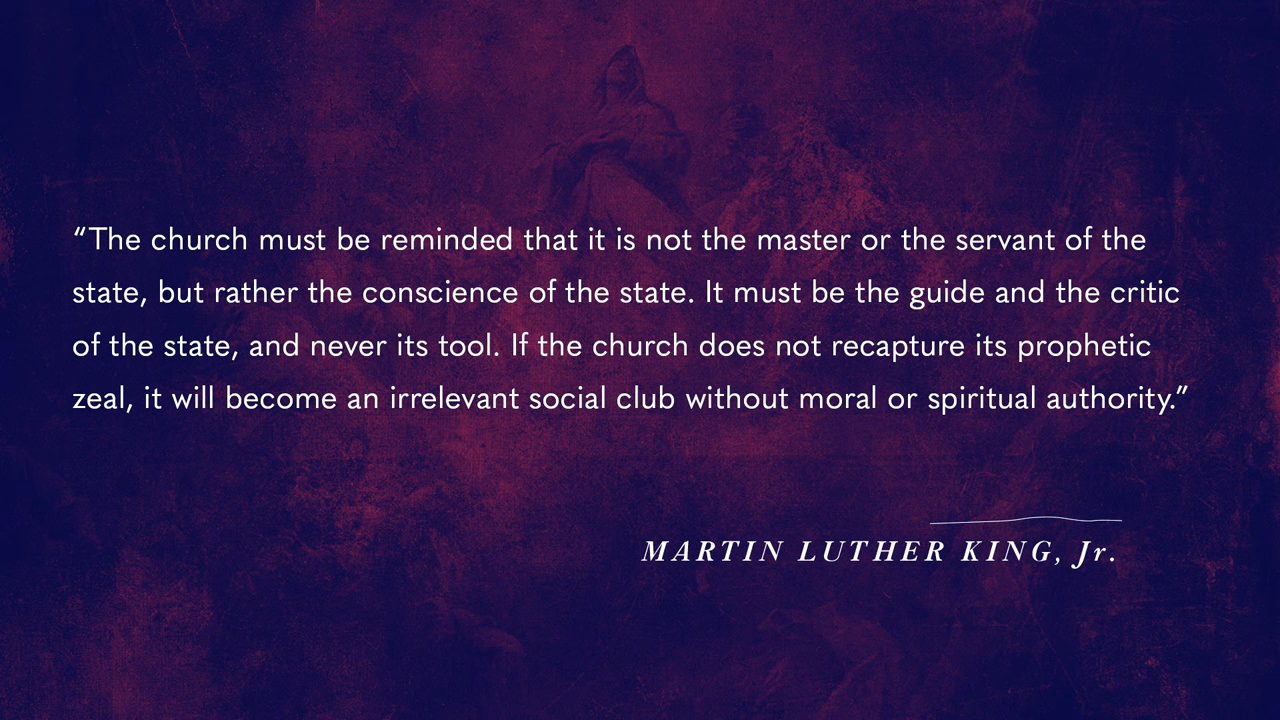 “The church must be reminded that it is not the master or the servant of the
state, but rather the conscience of the state. It must be the guide and the critic
of the state, and never its tool. If the church does not recapture its prophetic
zeal, it will become an irrelevant social club without moral or spiritual authority.”
MARTIN LUTHER KING, Jr.